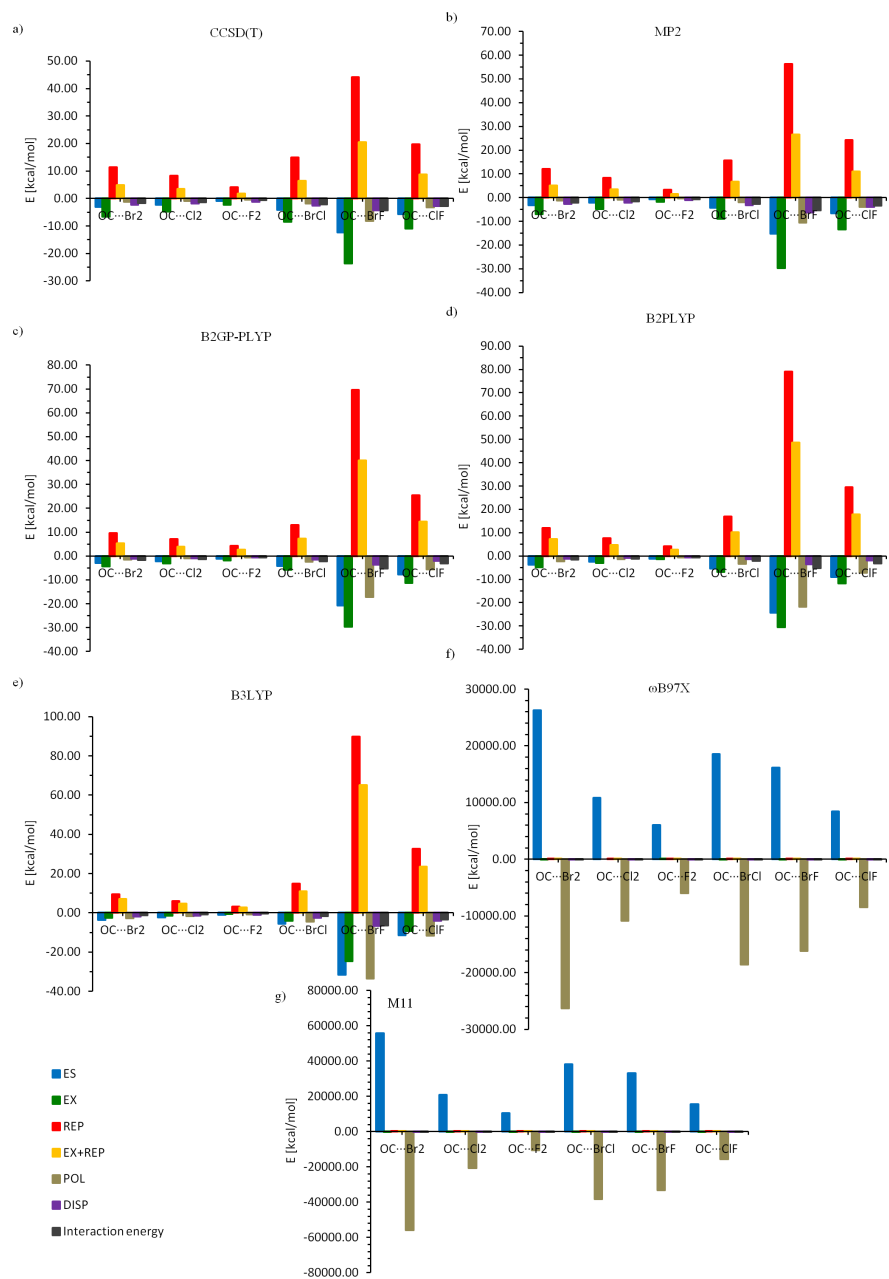 a)
CCSD(T)
E [kcal/mol]
50.00
40.00
30.00
20.00
10.00
0.00
-10.00
-20.00
-30.00
OC···Br2 OC···Cl2 OC···F2 OC···BrCl OC···BrF OC···ClF
b)
MP2
E [kcal/mol]
70.00
60.00
50.00
40.00
30.00
20.00
10.00
0.00
-10.00
-20.00
-30.00
-40.00
OC···Br2 OC···Cl2 OC···F2 OC···BrCl OC···BrF OC···ClF
c)
B2GP-PLYP
E [kcal/mol]
80.00
70.00
60.00
50.00
40.00
30.00
20.00
10.00
0.00
-10.00
-20.00
-30.00
-40.00
OC···Br2 OC···Cl2 OC···F2 OC···BrCl OC···BrF OC···ClF
d)
B2PLYP
E [kcal/mol]
90.00
80.00
70.00
60.00
50.00
40.00
30.00
20.00
10.00
0.00
-10.00
-20.00
-30.00
-40.00
OC···Br2 OC···Cl2 OC···F2 OC···BrCl OC···BrF OC···ClF
e)
B3LYP
E [kcal/mol]
100.00
80.00
60.00
40.00
20.00
0.00
-20.00
-40.00
OC···Br2 OC···Cl2 OC···F2 OC···BrCl OC···BrF OC···ClF
f)
ωB97X
E [kcal/mol]
30000.00
20000.00
10000.00
0.00
-10000.00
-20000.00
-30000.00
OC···Br2 OC···Cl2 OC···F2 OC···BrCl OC···BrF OC···ClF
g)
M11
E [kcal/mol]
80000.00
60000.00
40000.00
20000.00
0.00
-20000.00
-40000.00
-60000.00
-80000.00
OC···Br2 OC···Cl2 OC···F2 OC···BrCl OC···BrF OC···ClF
ES
EX
REP
EX+REP
POL
DISP
Interaction energy